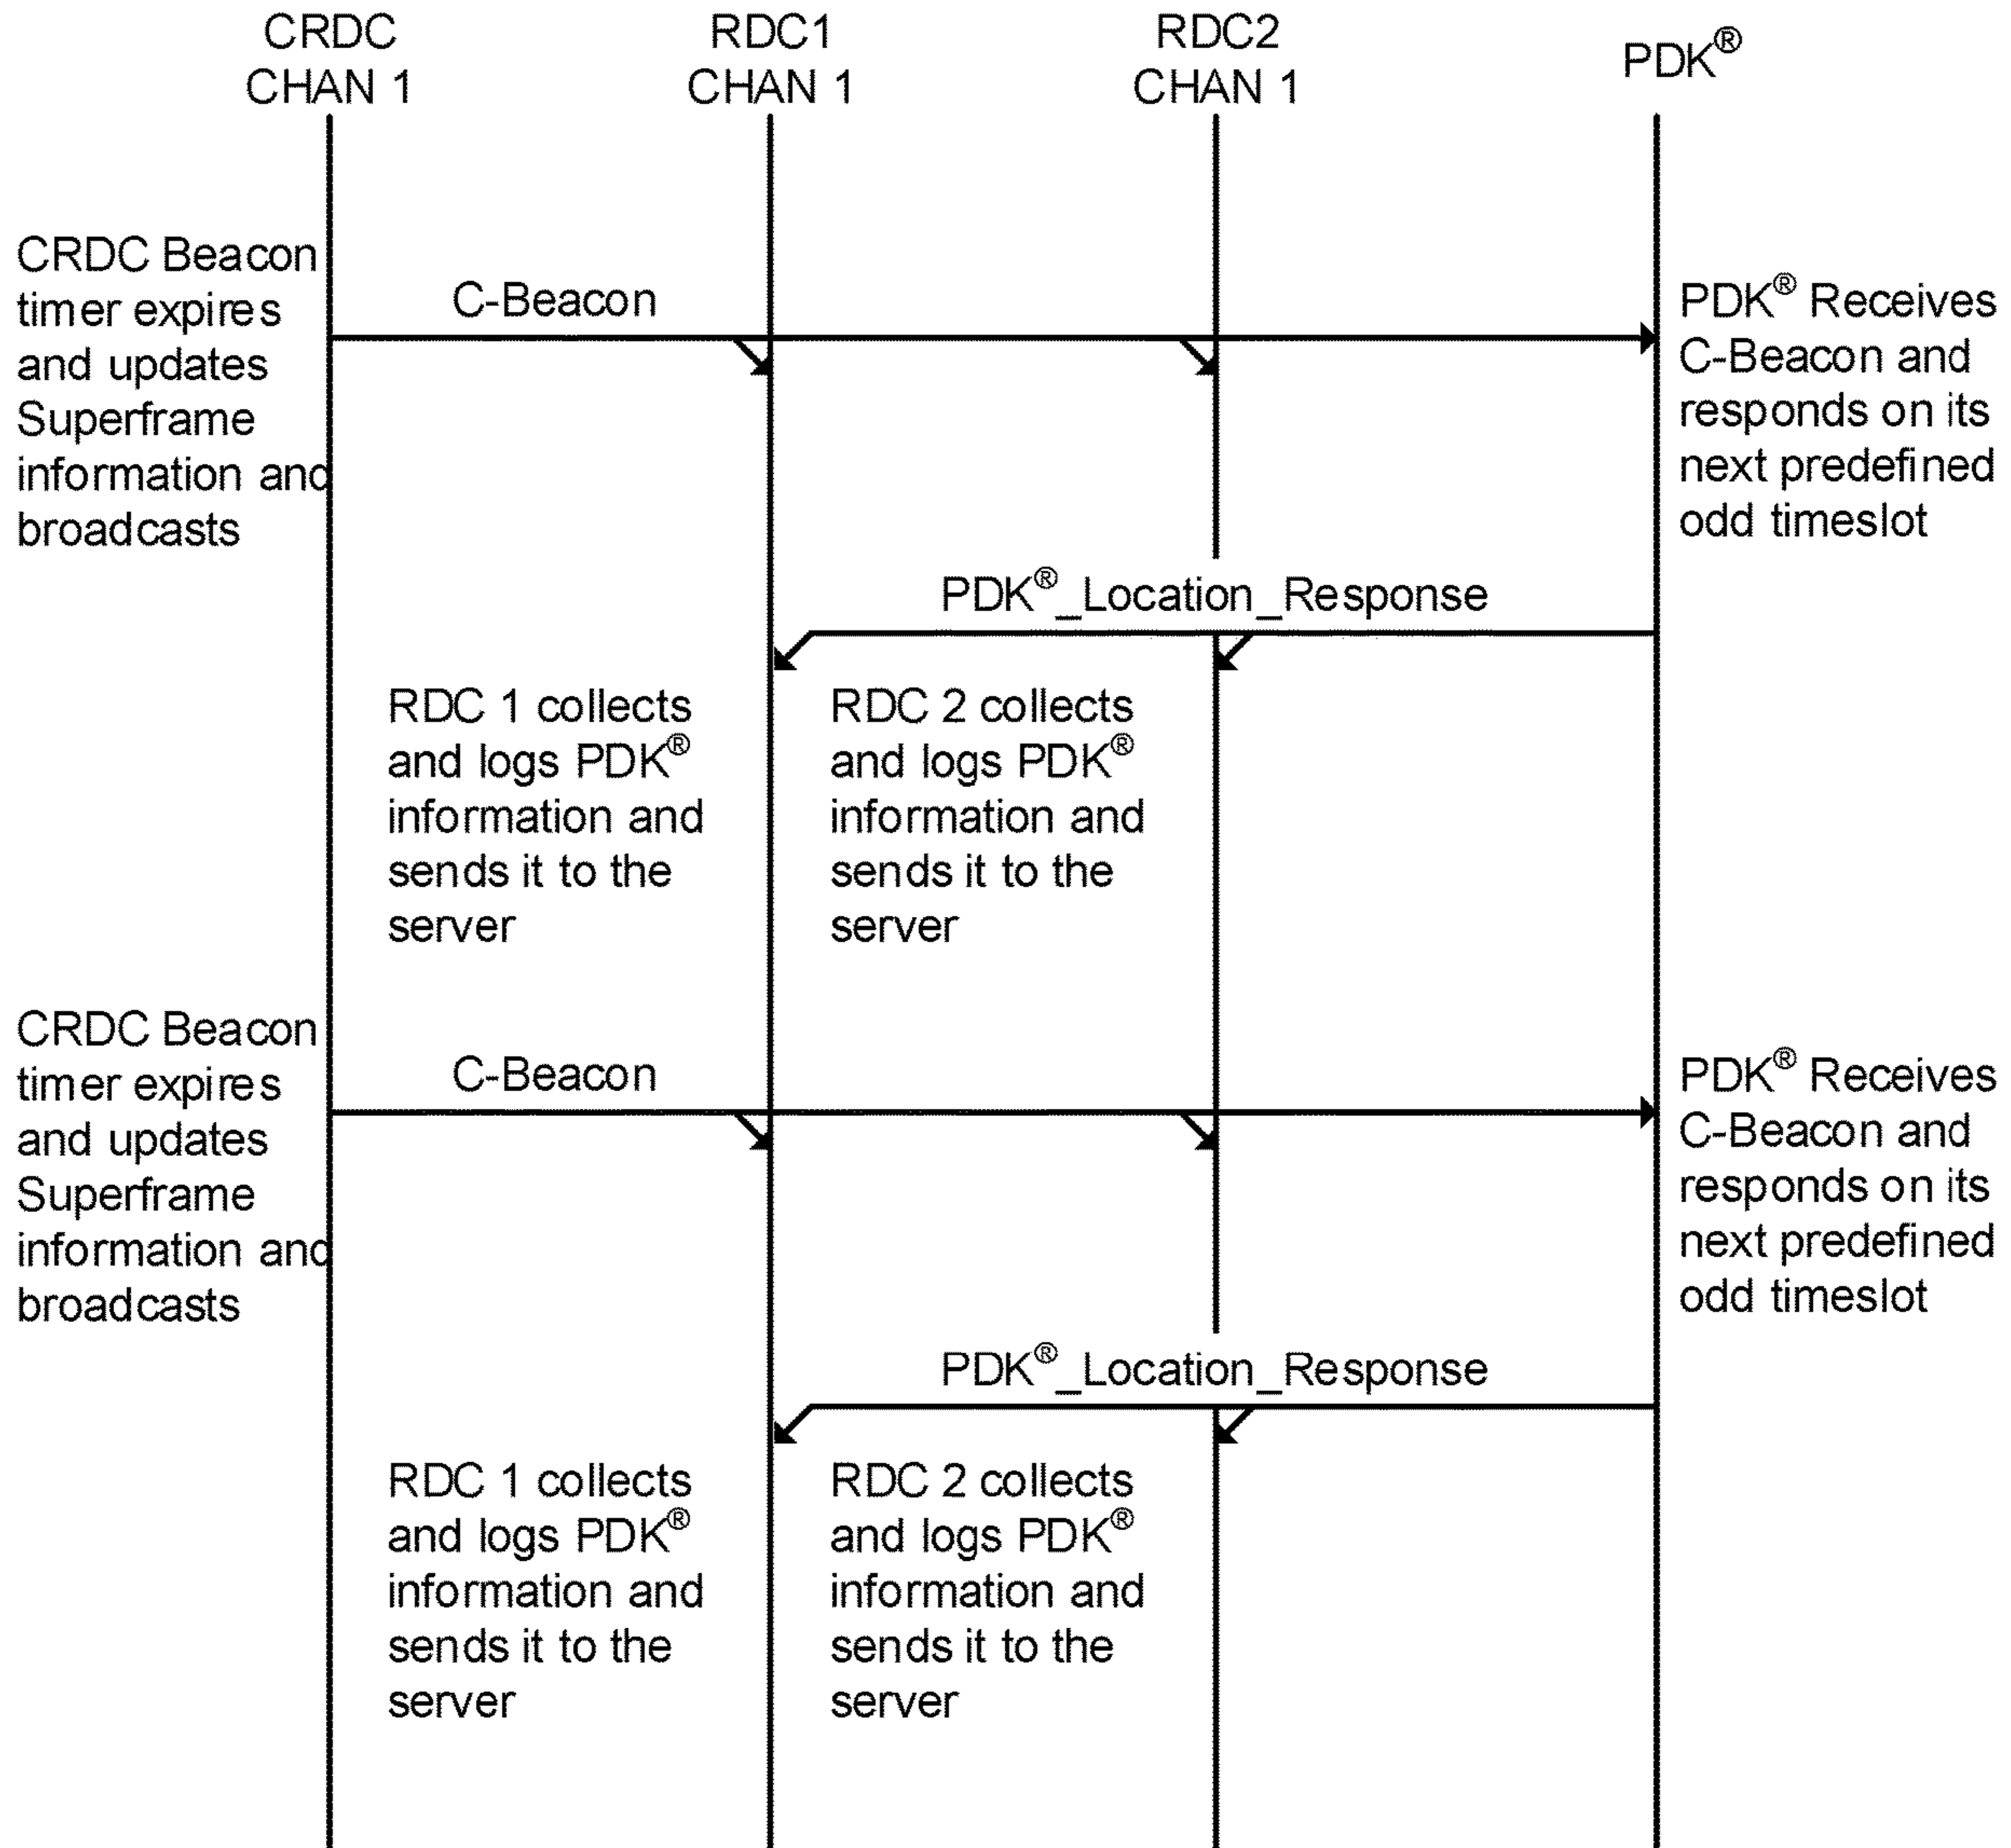 CRDC
CHAN 1
RDC1
CHAN 1
RDC2
CHAN 1
PDK®
CRDC Beacon
timer expires
and updates
Superframe
information and
broadcasts
C-Beacon
PDK® Receives
C-Beacon and
responds on its
next predefined
odd timeslot
PDK®_Location_Response
RDC 1 collects
and logs PDK®
information and
sends it to the
server
RDC 2 collects
and logs PDK®
information and
sends it to the
server
CRDC Beacon
timer expires
and updates
Superframe
information and
broadcasts
C-Beacon
PDK® Receives
C-Beacon and
responds on its
next predefined
odd timeslot
PDK®_Location_Response
RDC 1 collects
and logs PDK®
information and
sends it to the
server
RDC 2 collects
and logs PDK®
information and
sends it to the
server